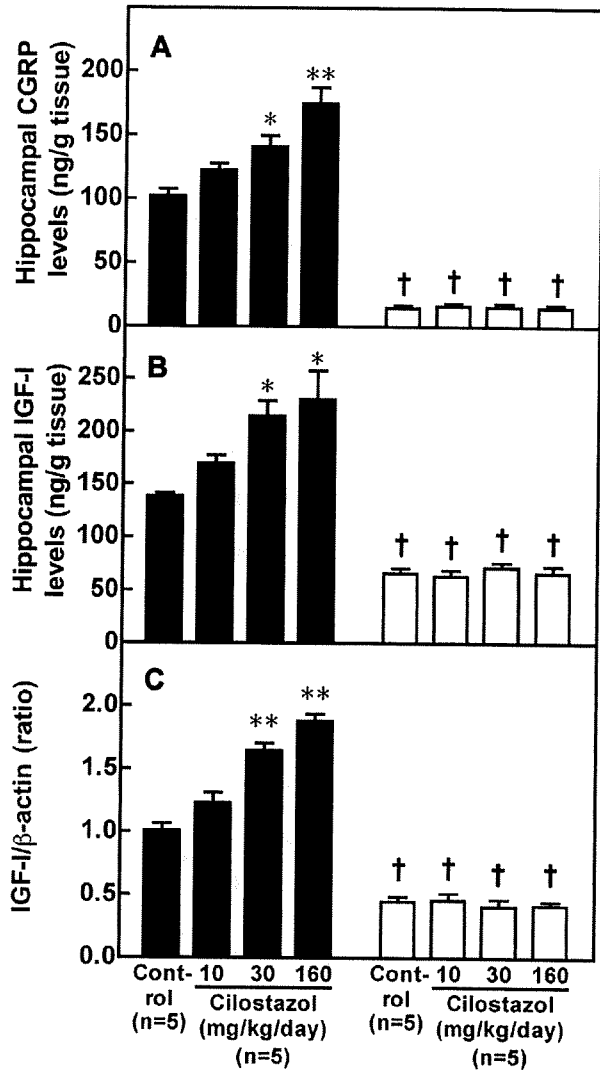 A
Hippocampal CGRP
levels (ng/g tissue)
200
150
100
50
0
*
**
† † † †
B
Hippocampal IGF-I
levels (ng/g tissue)
250
200
150
100
50
0
*
*
† † † †
C
IGF-I/β-actin (ratio)
2.0
1.5
1.0
0.5
0.0
**
**
† † † †
Cont- 10 30 160 Cont- 10 30 160
rol Cilostazol rol Cilostazol
(n=5) (mg/kg/day) (n=5) (mg/kg/day)
(n=5) (n=5)